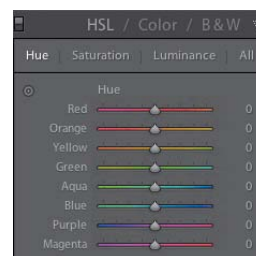 HSL / Color / B & W
Hue | Saturation | Luminance | All
Hue
Red 0
Orange 0
Yellow 0
Green 0
Aqua 0
Blue 0
Purple 0
Magenta 0